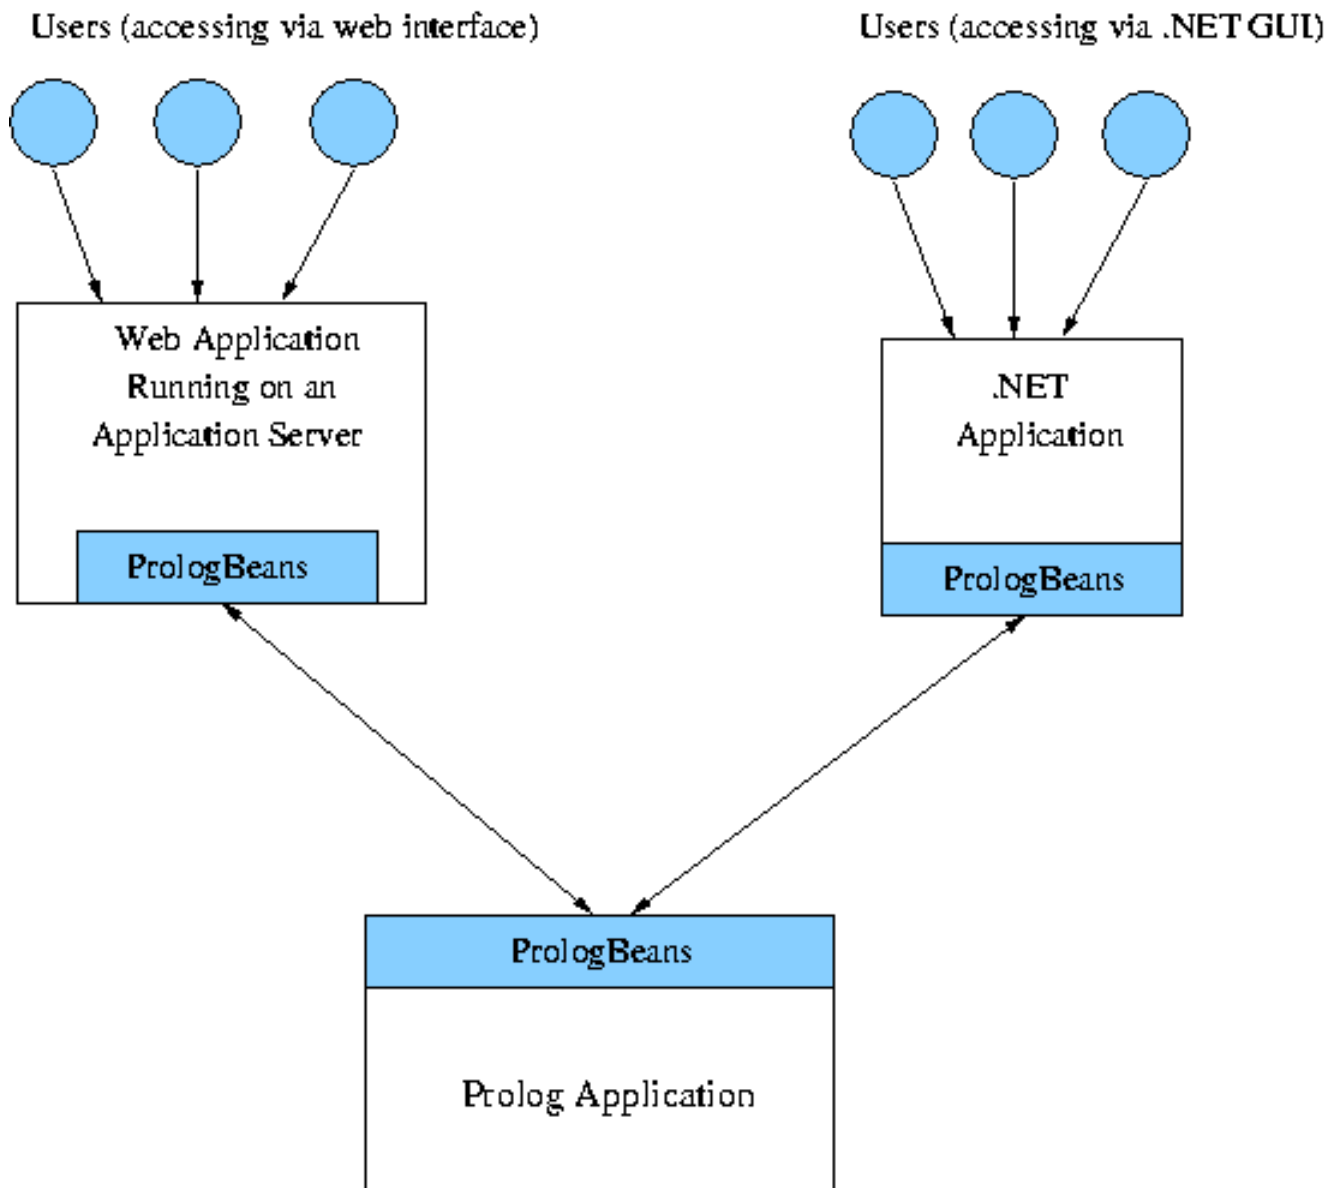 Users (accessing via web interface)
Users (accessing via .NET GUI)
Web Application
Running on an
Application Server
PrologBeans
.NET
Application
PrologBeans
PrologBeans
Prolog Application